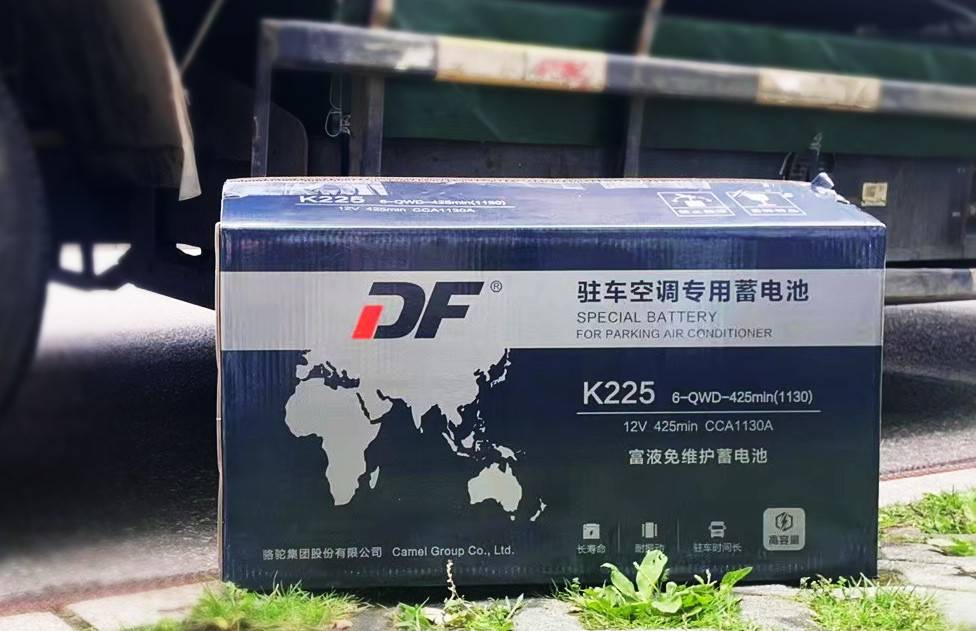 K225 6-QWD-425min(1130)
12V 425min CCA1130A
DF®
驻车空调专用蓄电池
SPECIAL BATTERY
FOR PARKING AIR CONDITIONER
K225 6-QWD-425min(1130)
12V 425min CCA1130A
富液免维护蓄电池
长寿命 耐振动 驻车时间长 高容量
骆驼集团股份有限公司 Camel Group Co., Ltd.